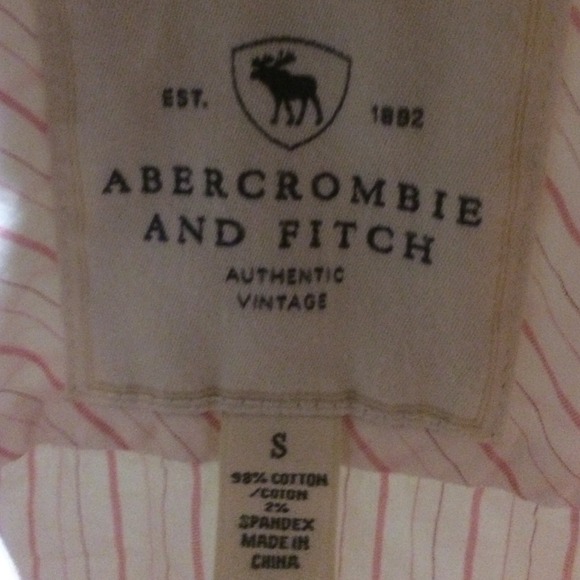 EST. 1892
ABERCROMBIE
AND FITCH
AUTHENTIC
VINTAGE
S
98% COTTON
/COTON
2%
SPANDEX
MADE IN
CHINA